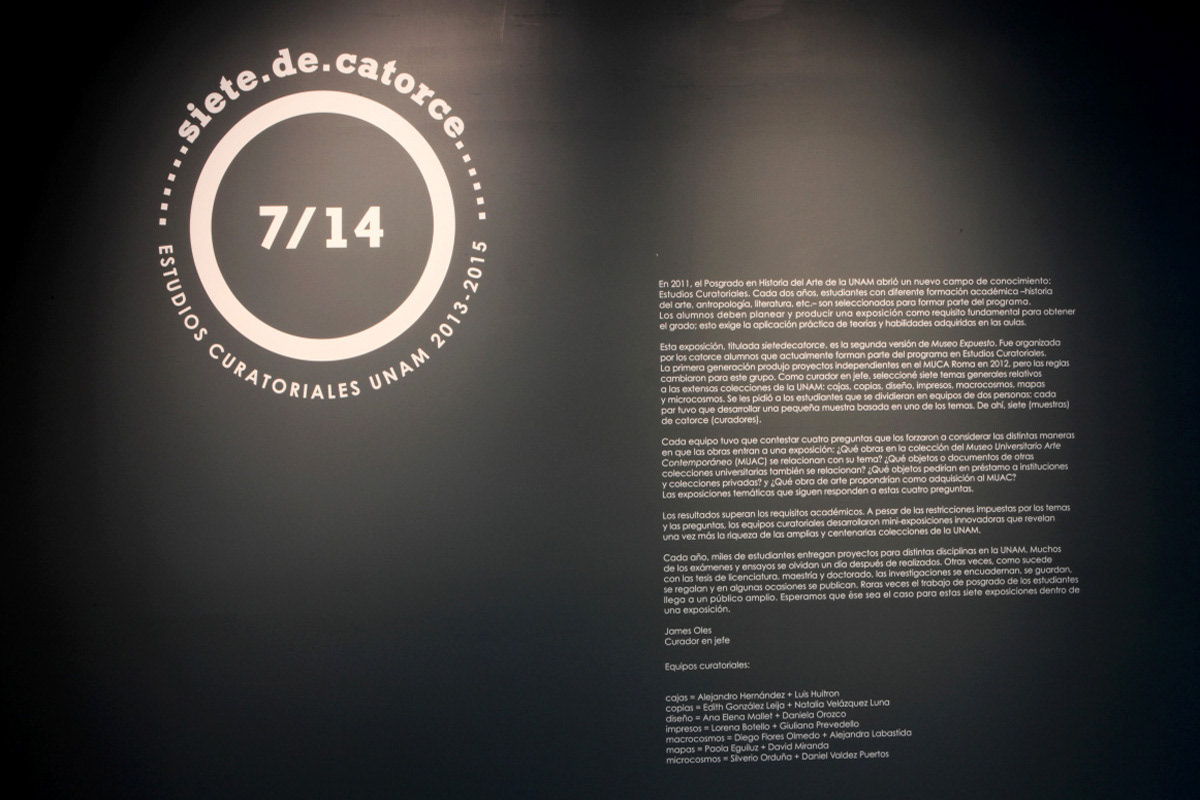 siete.de.catorce
7/14
ESTUDIOS CURATORIALES UNAM 2013-2015
En 2011, el Posgrado en Historia del Arte de la UNAM abrió un nuevo campo de conocimiento:
Estudios Curatoriales. Cada dos años, estudiantes con diferente formación académica –historia
del arte, antropología, literatura, etc.– son seleccionados para formar parte del programa.
Los alumnos deben planear y producir una exposición como requisito fundamental para obtener
el grado; esto exige la aplicación práctica de teorías y habilidades adquiridas en las aulas.
Esta exposición, titulada sietedecatorce, es la segunda versión de Museo Expuesto. Fue organizada
por los catorce alumnos que actualmente forman parte del programa en Estudios Curatoriales.
La primera generación produjo proyectos independientes en el MUCA Roma en 2012, pero las reglas
cambiaron para este grupo. Como curador en jefe, seleccioné siete temas generales relativos
a las extensas colecciones de la UNAM: cajas, copias, diseño, impresos, macrocosmos, mapas
y microcosmos. Se les pidió a los estudiantes que se dividieran en equipos de dos personas; cada
par tuvo que desarrollar una pequeña muestra basada en uno de los temas. De ahí, siete (muestras)
de catorce (curadores).
Cada equipo tuvo que contestar cuatro preguntas que los forzaron a considerar las distintas maneras
en que las obras entran a una exposición: ¿Qué obras en la colección del Museo Universitario Arte
Contemporáneo (MUAC) se relacionan con su tema? ¿Qué objetos o documentos de otras
colecciones universitarias también se relacionan? ¿Qué objetos pedirían en préstamo a instituciones
y colecciones privadas? y ¿Qué obra de arte propondrían como adquisición al MUAC?
Las exposiciones temáticas que siguen responden a estas cuatro preguntas.
Los resultados superan los requisitos académicos. A pesar de las restricciones impuestas por los temas
y las preguntas, los equipos curatoriales desarrollaron mini-exposiciones innovadoras que revelan
una vez más la riqueza de las amplias y centenarias colecciones de la UNAM.
Cada año, miles de estudiantes entregan proyectos para distintas disciplinas en la UNAM. Muchos
de los exámenes y ensayos se olvidan un día después de realizados. Otras veces, como sucede
con las tesis de licenciatura, maestría y doctorado, las investigaciones se encuadernan, se guardan,
se regalan y en algunas ocasiones se publican. Raras veces el trabajo de posgrado de los estudiantes
llega a un público amplio. Esperamos que ése sea el caso para estas siete exposiciones dentro de
una exposición.
James Oles
Curador en jefe
Equipos curatoriales:
cajas = Alejandro Hernández + Luis Huitron
copias = Edith González Leija + Natalia Velázquez Luna
diseño = Ana Elena Mallet + Daniela Orozco
impresos = Lorena Botello + Giuliana Prevedello
macrocosmos = Diego Flores Olmedo + Alejandra Labastida
mapas = Paola Eguiluz + David Miranda
microcosmos = Silverio Orduña + Daniel Valdez Puertos